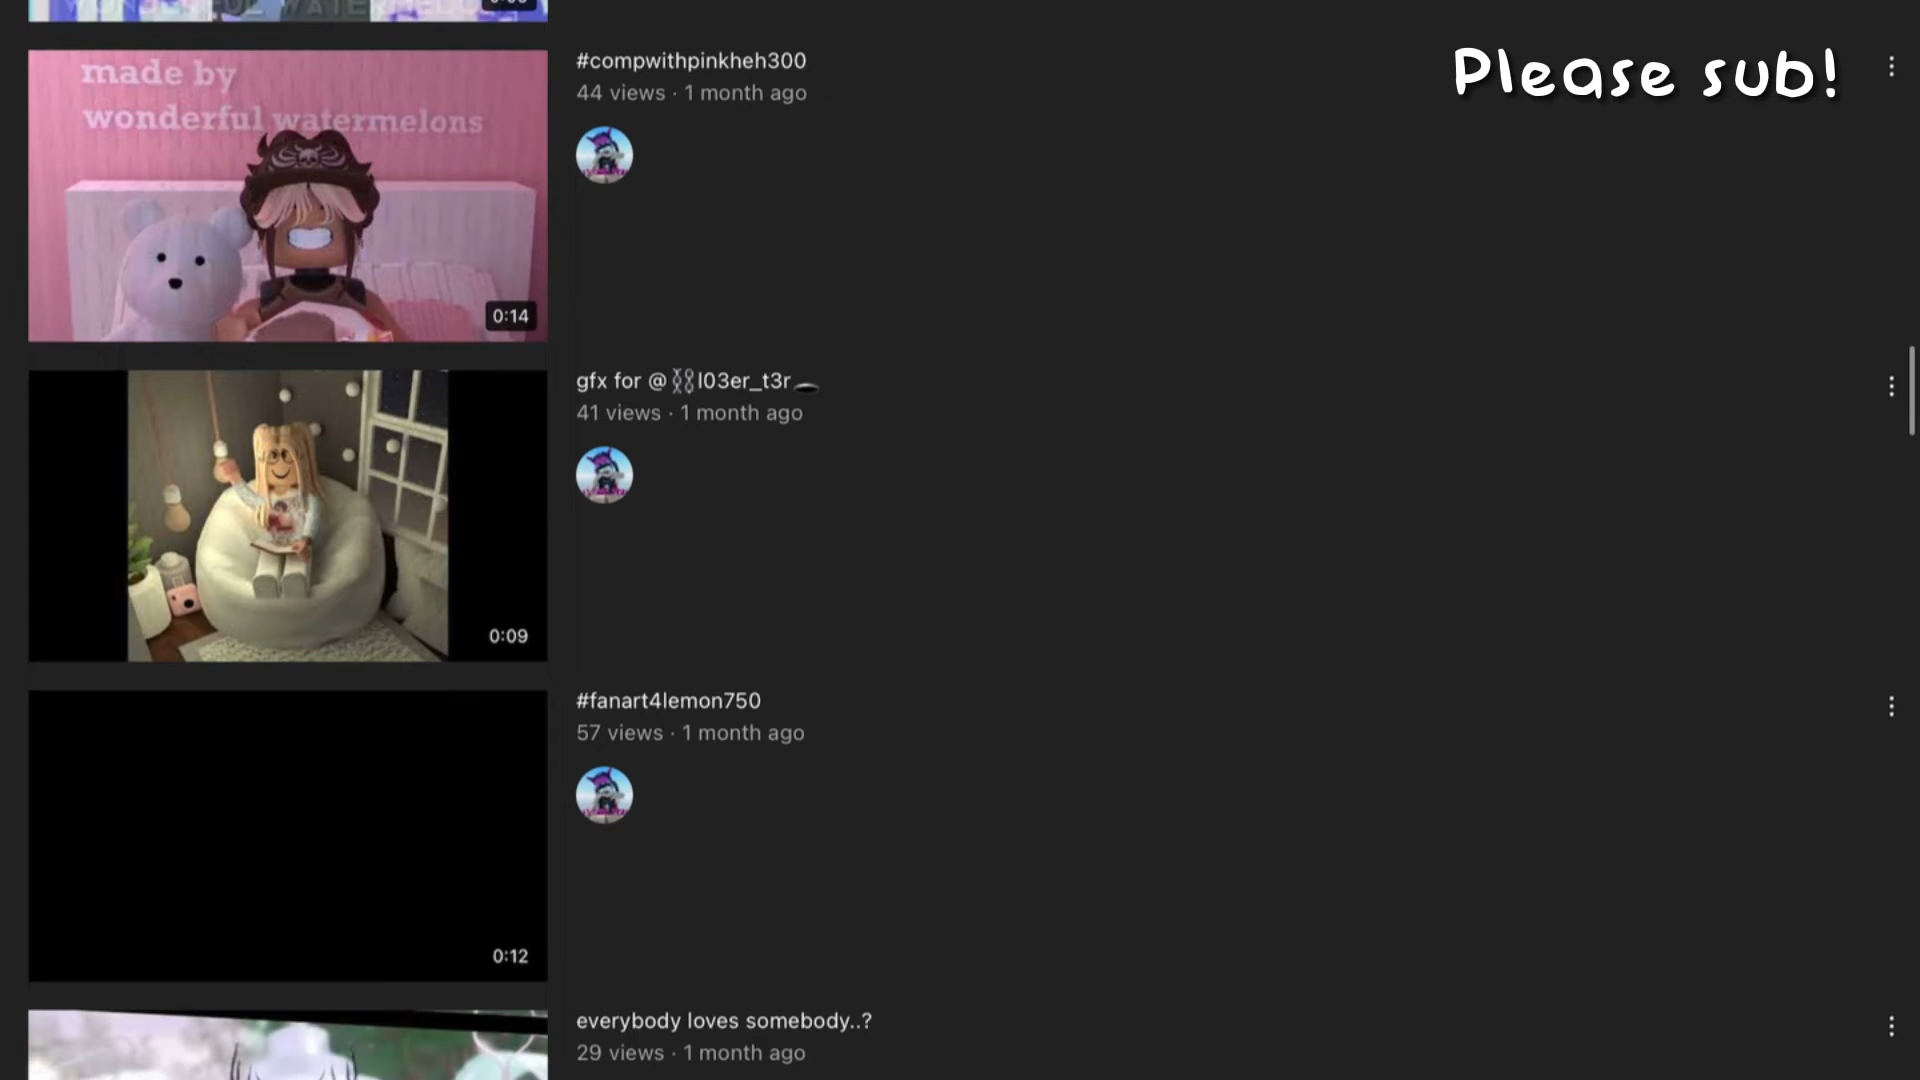 WONDERFUL WATERMELO
made by
wonderful watermelons
0:14
#compwithpinkheh300
44 views · 1 month ago
Please sub!
gfx for @⛓l03er_t3r🕳
41 views · 1 month ago
0:09
#fanart4lemon750
57 views · 1 month ago
0:12
everybody loves somebody..?
29 views · 1 month ago